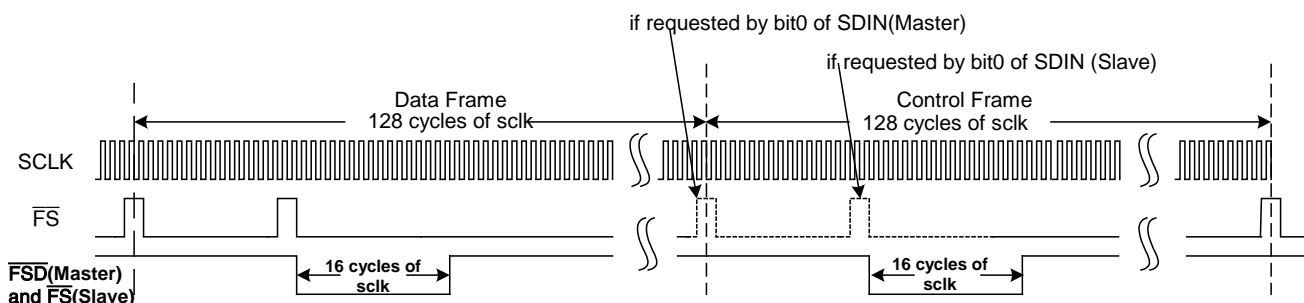 if requested by bit0 of SDIN(Master)
if requested by bit0 of SDIN (Slave)
Data Frame
128 cycles of sclk
Control Frame
128 cycles of sclk
SCLK
FS
FSD(Master)
and FS(Slave)
16 cycles of
sclk
16 cycles of
sclk